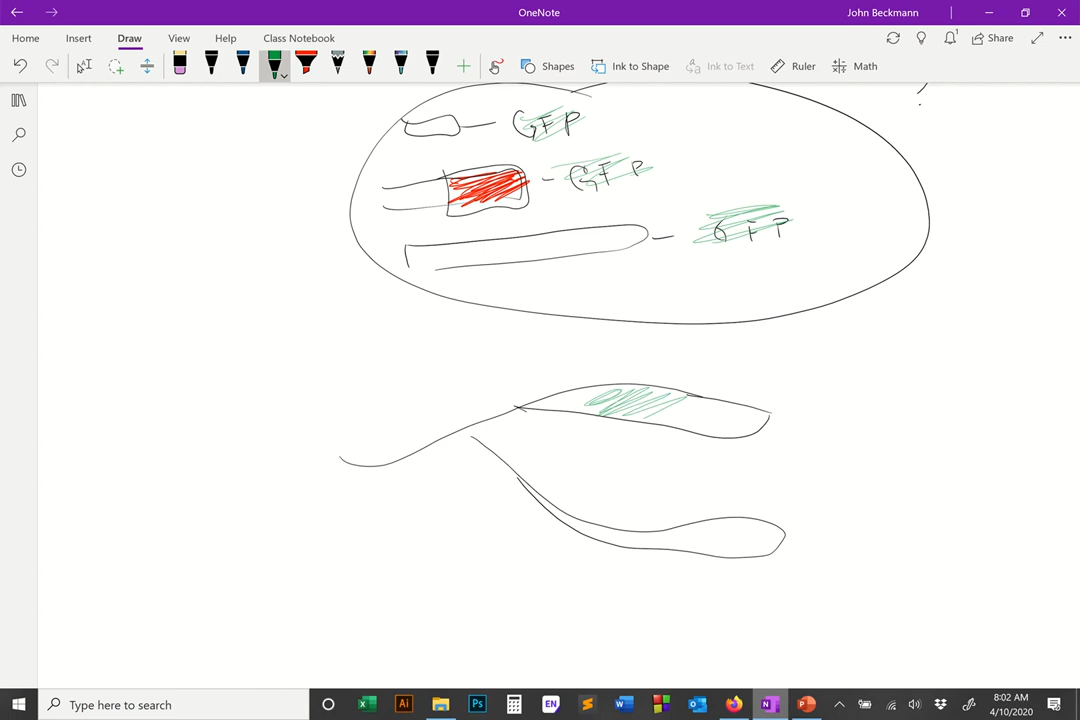 OneNote
John Beckmann
Home Insert Draw View Help Class Notebook
Share
Shapes
Ink to Shape
Ink to Text
Ruler
Math
GFP
GFP
GFP
?
Type here to search
8:02 AM
4/10/2020